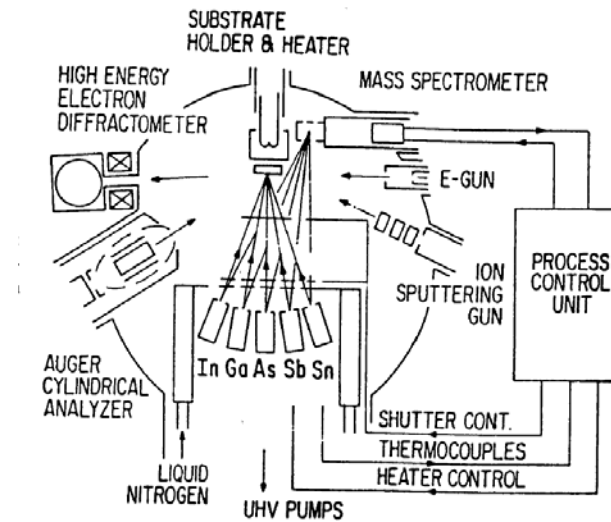 SUBSTRATE
HOLDER & HEATER
HIGH ENERGY
ELECTRON
DIFFRACTOMETER
MASS SPECTROMETER
E-GUN
ION
SPUTTERING
GUN
PROCESS
CONTROL
UNIT
In Ga As Sb Sn
AUGER
CYLINDRICAL
ANALYZER
SHUTTER CONT.
THERMOCOUPLES
HEATER CONTROL
LIQUID
NITROGEN
UHV PUMPS